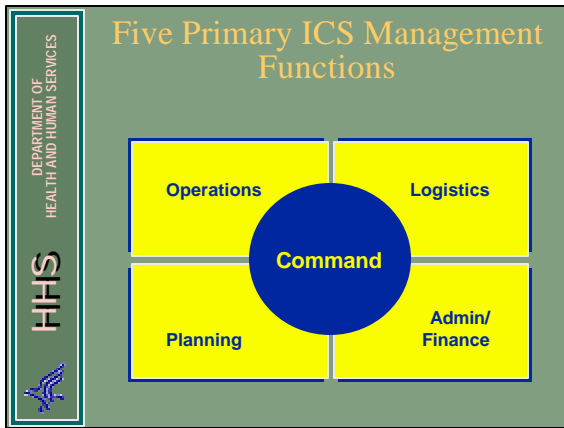 Five Primary ICS Management
Functions
DEPARTMENT OF
HEALTH AND HUMAN SERVICES
HHS
Operations
Logistics
Command
Planning
Admin/
Finance